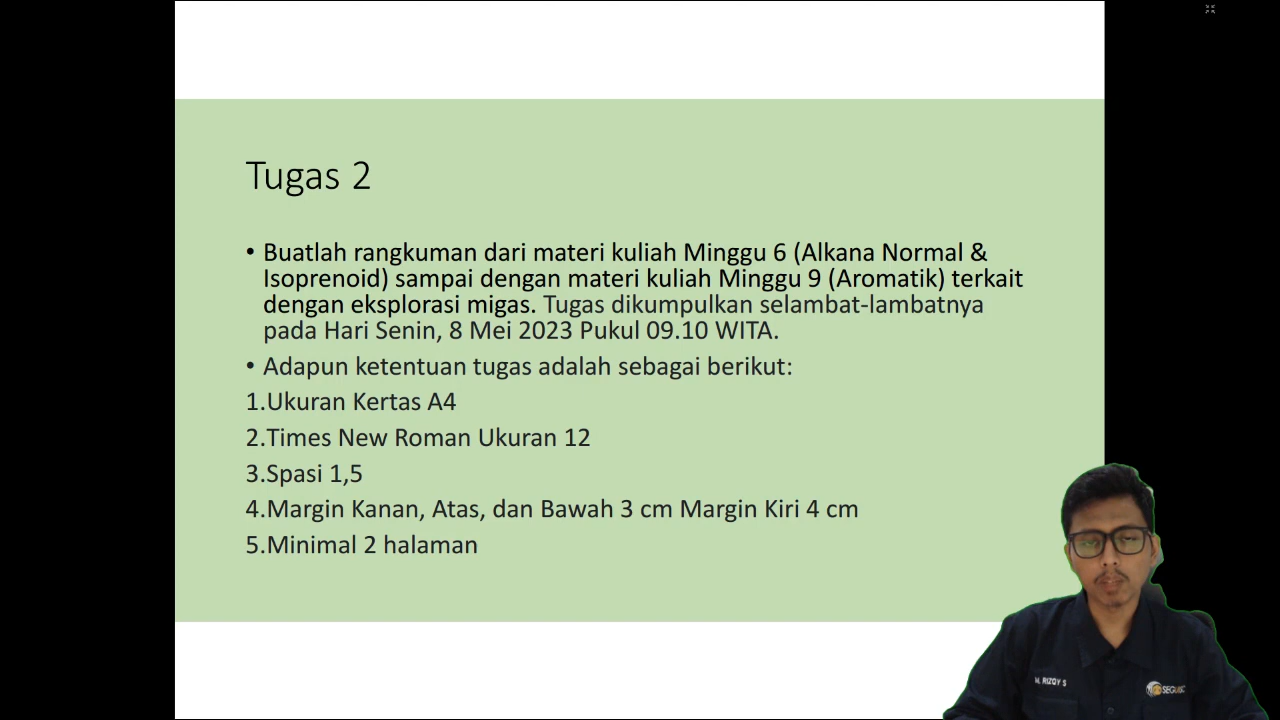 Tugas 2
• Buatlah rangkuman dari materi kuliah Minggu 6 (Alkana Normal &
Isoprenoid) sampai dengan materi kuliah Minggu 9 (Aromatik) terkait
dengan eksplorasi migas. Tugas dikumpulkan selambat-lambatnya
pada Hari Senin, 8 Mei 2023 Pukul 09.10 WITA.
• Adapun ketentuan tugas adalah sebagai berikut:
1.Ukuran Kertas A4
2.Times New Roman Ukuran 12
3.Spasi 1,5
4.Margin Kanan, Atas, dan Bawah 3 cm Margin Kiri 4 cm
5.Minimal 2 halaman
M. RIZQY S